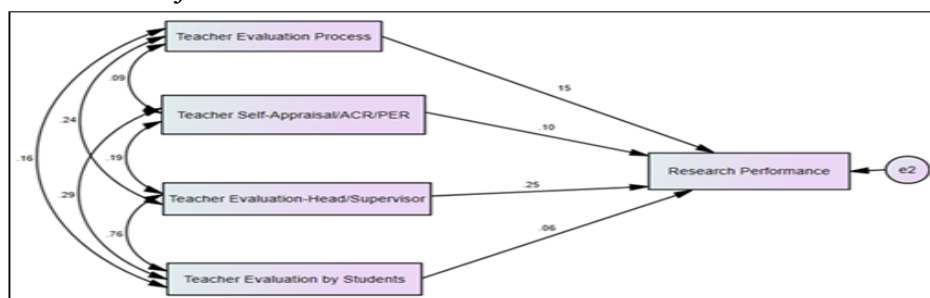 Teacher Evaluation Process
.09
15
Teacher Self-Appraisal/ACR/PER
.24
.10
.16
.19
Research Performance
e2
.29
.25
Teacher Evaluation-Head/Supervisor
.76
.06
Teacher Evaluation by Students